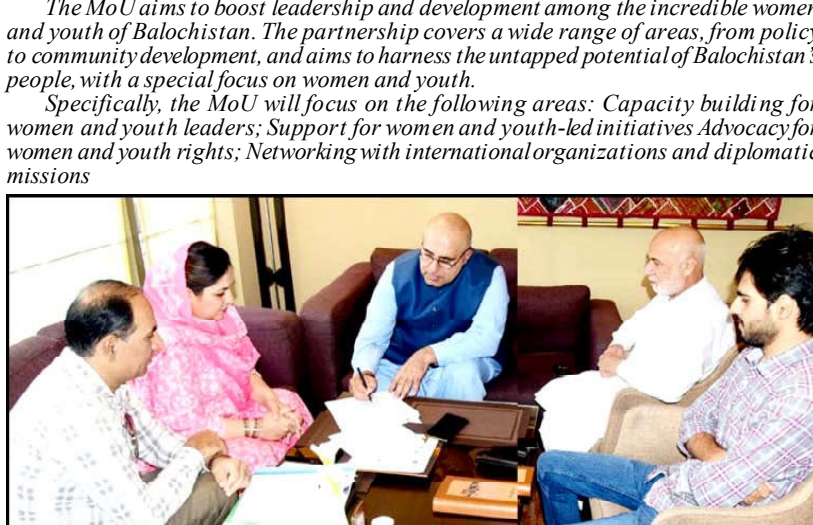 The MoU aims to boost leadership and development among the incredible women
and youth of Balochistan. The partnership covers a wide range of areas, from policy
to community development, and aims to harness the untapped potential of Balochistan's
people, with a special focus on women and youth.
Specifically, the MoU will focus on the following areas: Capacity building for
women and youth leaders; Support for women and youth-led initiatives Advocacy for
women and youth rights; Networking with international organizations and diplomatic
missions